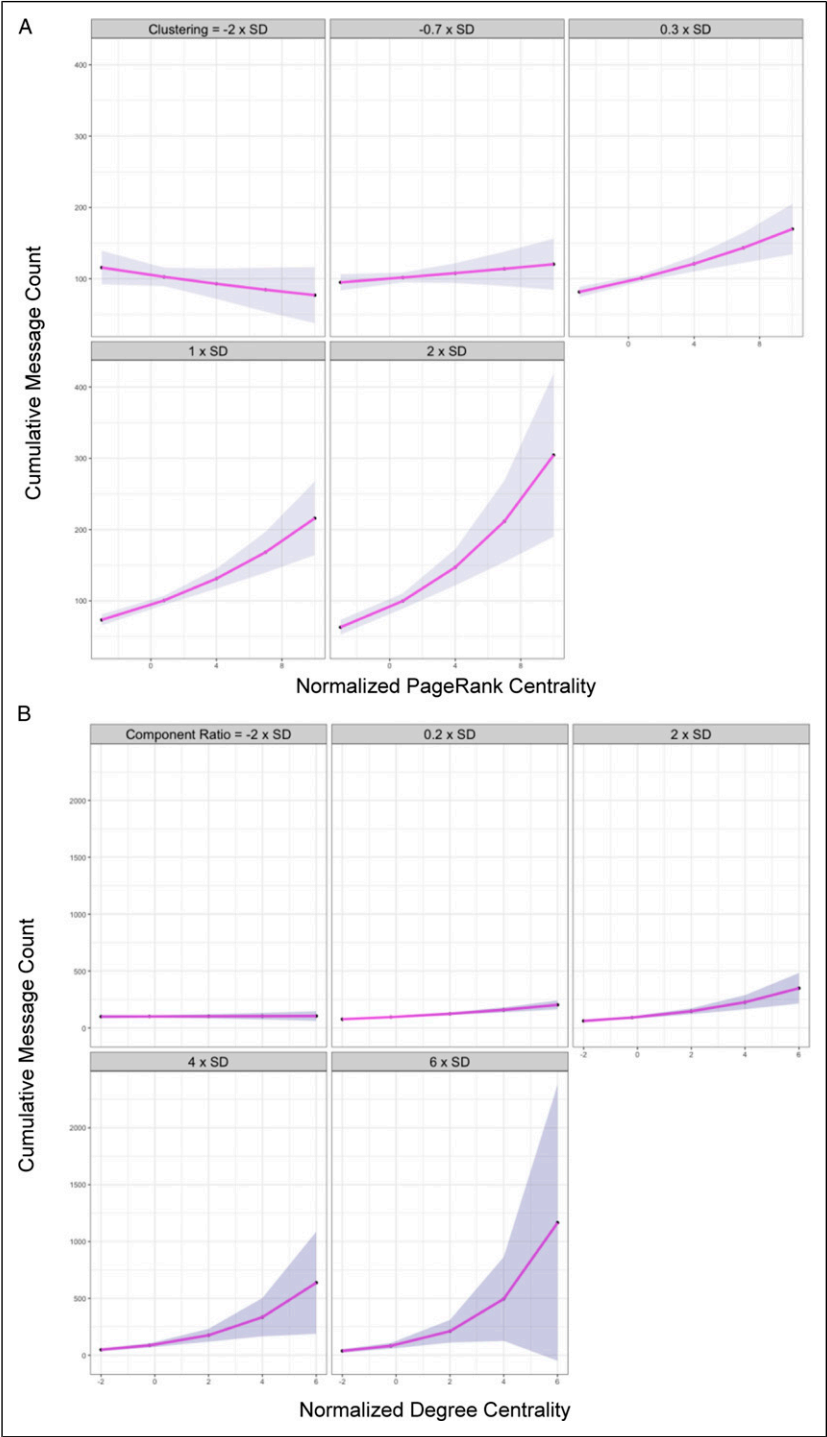 A
Clustering = -2 x SD
-0.7 x SD
0.3 x SD
400
300
200
100
0
4
8
1 x SD
2 x SD
400
300
200
100
0
4
8
0
4
8
Cumulative Message Count
Normalized PageRank Centrality
B
Component Ratio = -2 x SD
0.2 x SD
2 x SD
2000
1500
1000
500
0
-2
0
2
4
6
4 x SD
6 x SD
2000
1500
1000
500
0
-2
0
2
4
6
-2
0
2
4
6
Cumulative Message Count
Normalized Degree Centrality